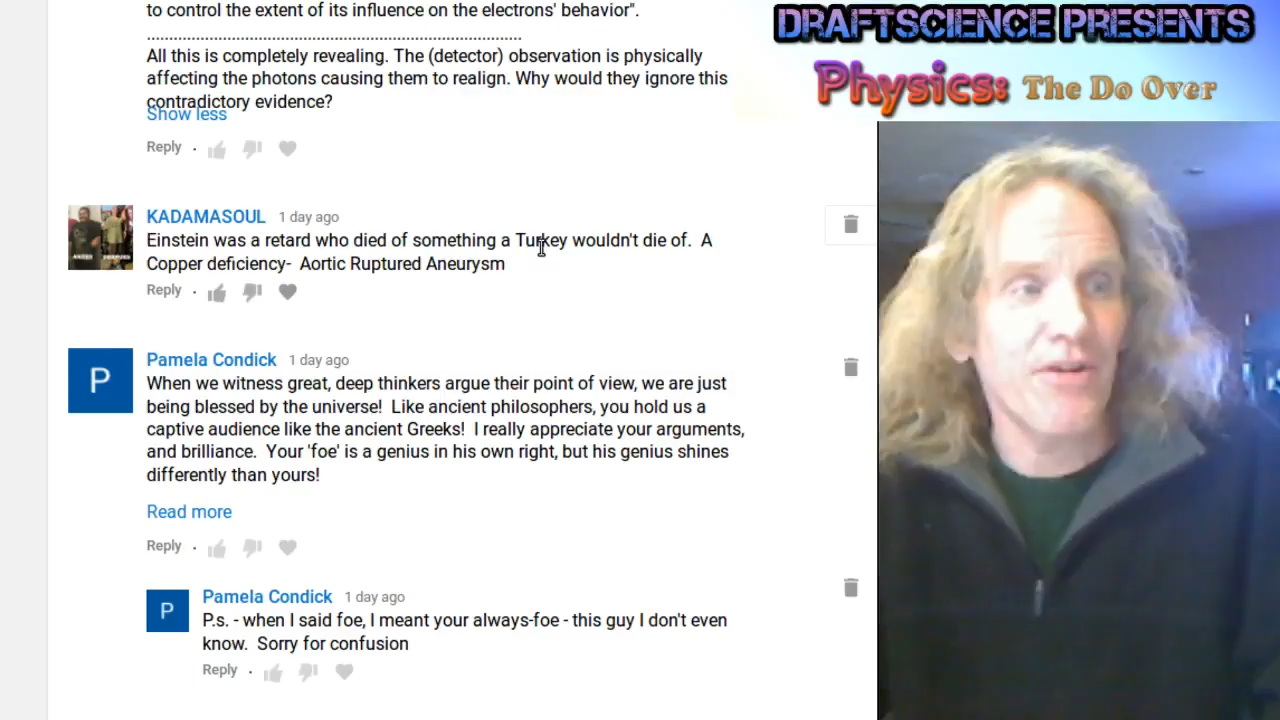 to control the extent of its influence on the electrons' behavior".
...................................................................................
All this is completely revealing. The (detector) observation is physically
affecting the photons causing them to realign. Why would they ignore this
contradictory evidence?
Show less
Reply
KADAMASOUL 1 day ago
Einstein was a retard who died of something a Turkey wouldn't die of. A
Copper deficiency- Aortic Ruptured Aneurysm
Reply
P
Pamela Condick 1 day ago
When we witness great, deep thinkers argue their point of view, we are just
being blessed by the universe! Like ancient philosophers, you hold us a
captive audience like the ancient Greeks! I really appreciate your arguments,
and brilliance. Your 'foe' is a genius in his own right, but his genius shines
differently than yours!
Read more
Reply
P
Pamela Condick 1 day ago
P.s. - when I said foe, I meant your always-foe - this guy I don't even
know. Sorry for confusion
Reply
DRAFTSCIENCE PRESENTS
Physics: The Do Over